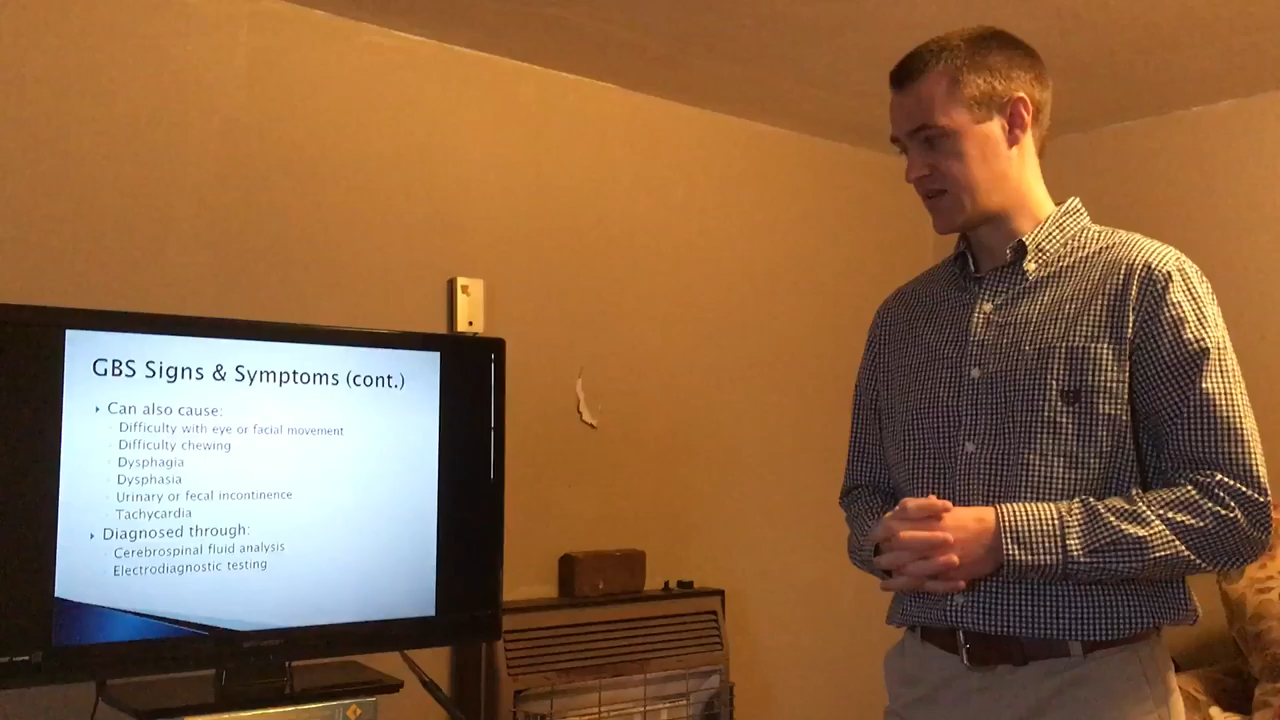 GBS Signs & Symptoms (cont.)
Can also cause:
Difficulty with eye or facial movement
Difficulty chewing
Dysphagia
Dysphasia
Urinary or fecal incontinence
Tachycardia
Diagnosed through:
Cerebrospinal fluid analysis
Electrodiagnostic testing